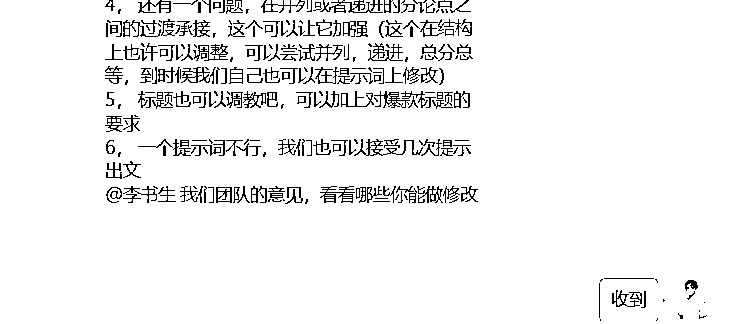 4， 还有一个问题，在并列或者递进的分论点之
间的过渡承接，这个可以让它加强（这个在结构
上也许可以调整，可以尝试并列，递进，总分总
等，到时候我们自己也可以在提示词上修改）
5， 标题也可以调教吧，可以加上对爆款标题的
要求
6， 一个提示词不行，我们也可以接受几次提示
出文
@李书生 我们团队的意见，看看哪些你能做修改
收到